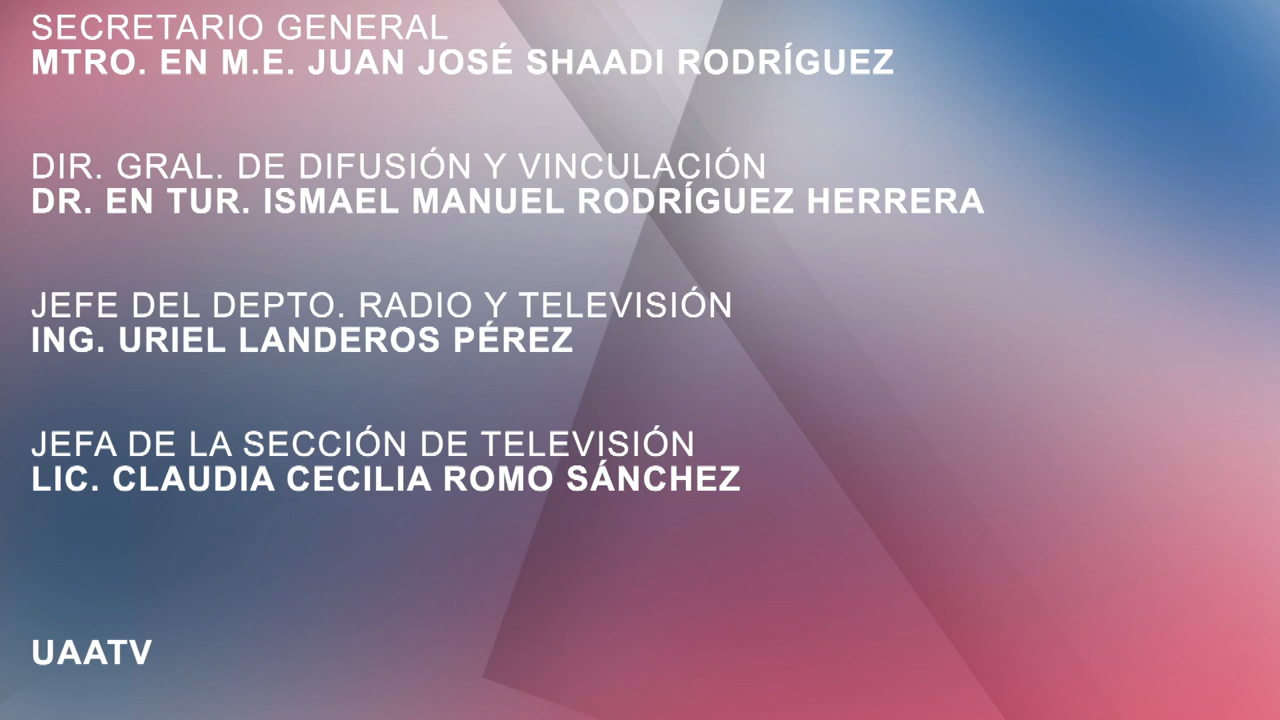 SECRETARIO GENERAL
MTRO. EN M.E. JUAN JOSÉ SHAADI RODRÍGUEZ
DIR. GRAL. DE DIFUSIÓN Y VINCULACIÓN
DR. EN TUR. ISMAEL MANUEL RODRÍGUEZ HERRERA
JEFE DEL DEPTO. RADIO Y TELEVISIÓN
ING. URIEL LANDEROS PÉREZ
JEFA DE LA SECCIÓN DE TELEVISIÓN
LIC. CLAUDIA CECILIA ROMO SÁNCHEZ
UAATV